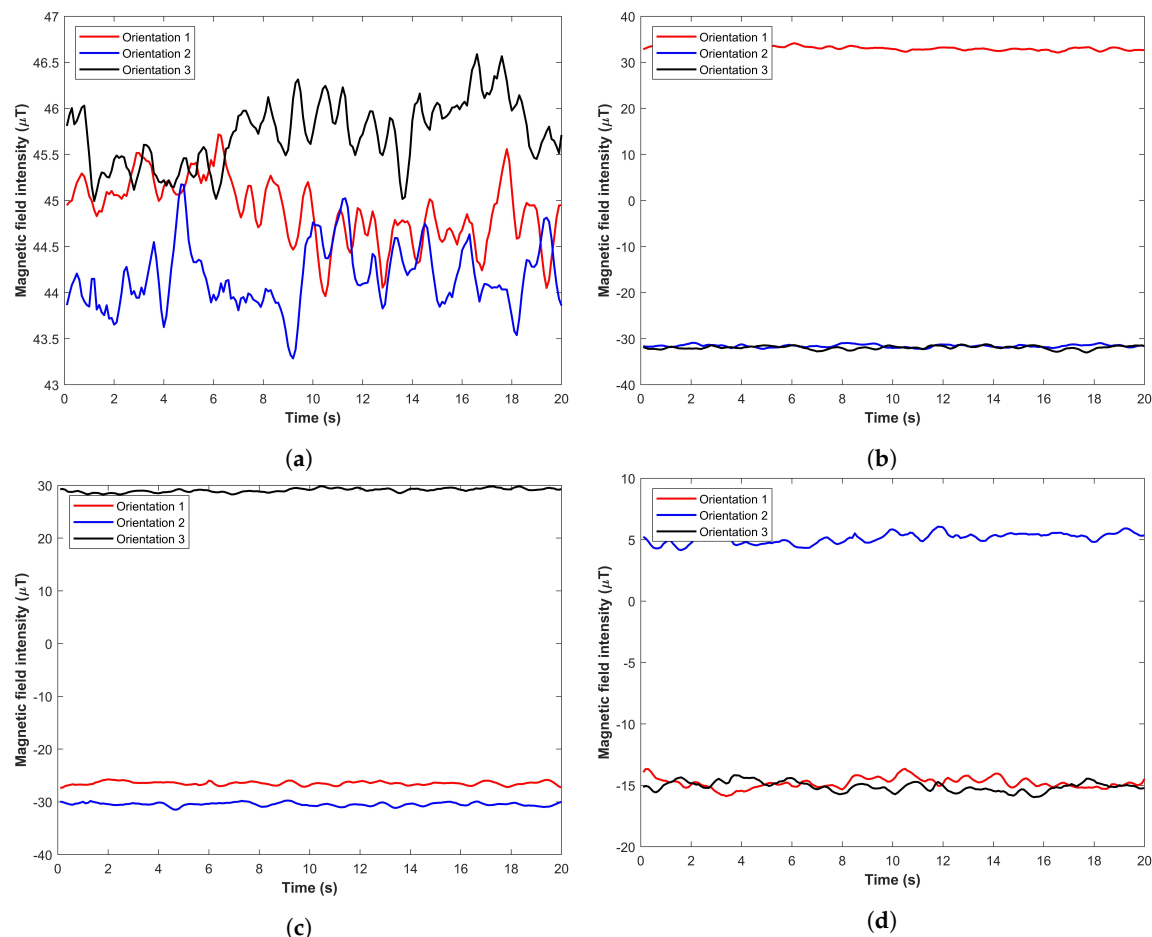 47
46.5
46
45.5
45
44.5
44
43.5
43
Magnetic field intensity (μT)
Orientation 1
Orientation 2
Orientation 3
0 2 4 6 8 10 12 14 16 18 20
Time (s)
(a)
40
30
20
10
0
-10
-20
-30
-40
Magnetic field intensity (μT)
Orientation 1
Orientation 2
Orientation 3
0 2 4 6 8 10 12 14 16 18 20
Time (s)
(b)
30
20
10
0
-10
-20
-30
-40
Magnetic field intensity (μT)
Orientation 1
Orientation 2
Orientation 3
0 2 4 6 8 10 12 14 16 18 20
Time (s)
(c)
10
5
0
-5
-10
-15
-20
Magnetic field intensity (μT)
Orientation 1
Orientation 2
Orientation 3
0 2 4 6 8 10 12 14 16 18 20
Time (s)
(d)